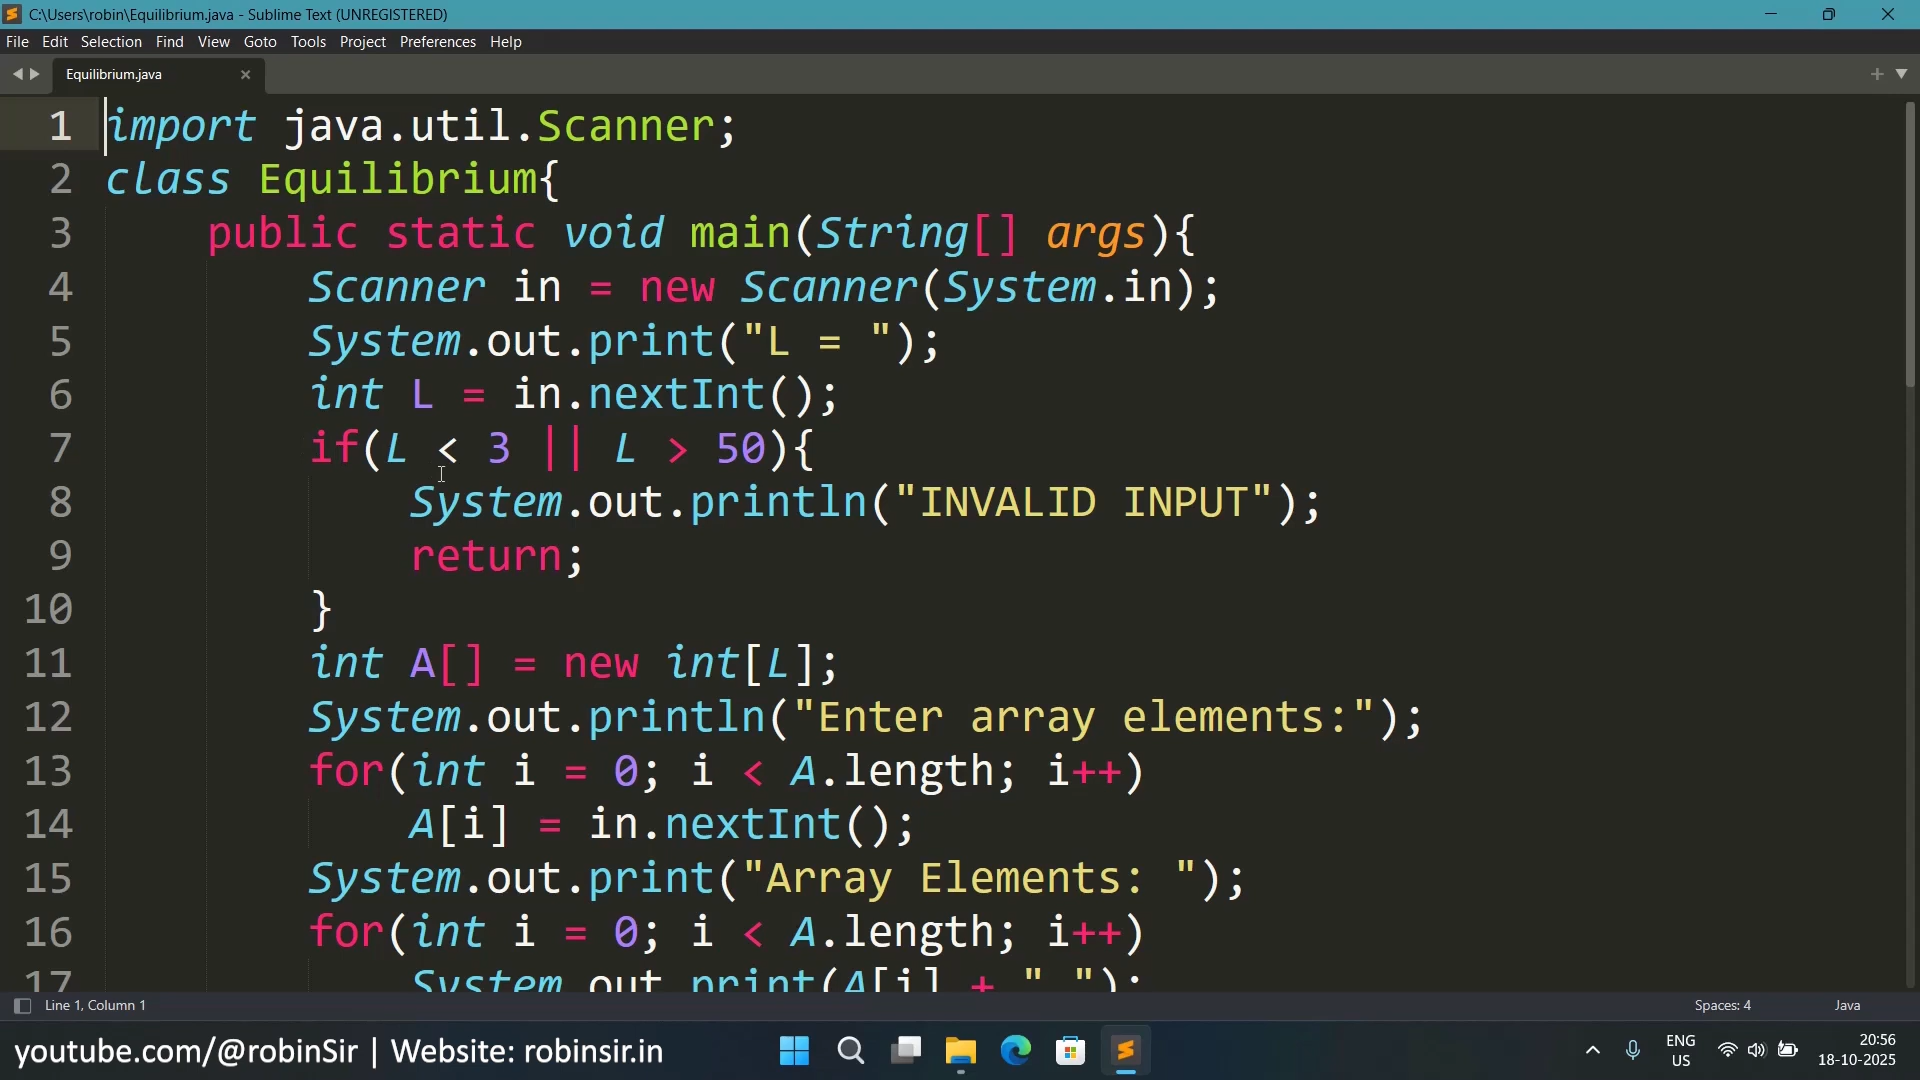 C:\Users\robin\Equilibrium.java - Sublime Text (UNREGISTERED)
File Edit Selection Find View Goto Tools Project Preferences Help
Equilibrium.java
1 import java.util.Scanner;
2 class Equilibrium{
3 public static void main(String[] args){
4 Scanner in = new Scanner(System.in);
5 System.out.print("L = ");
6 int L = in.nextInt();
7 if(L < 3 || L > 50){
8 System.out.println("INVALID INPUT");
9 return;
10 }
11 int A[] = new int[L];
12 System.out.println("Enter array elements:");
13 for(int i = 0; i < A.length; i++)
14 A[i] = in.nextInt();
15 System.out.print("Array Elements: ");
16 for(int i = 0; i < A.length; i++)
17 System.out.print(A[i] + " ");
Line 1, Column 1 Spaces: 4 Java
youtube.com/@robinSir | Website: robinsir.in
ENG 20:56
US 18-10-2025